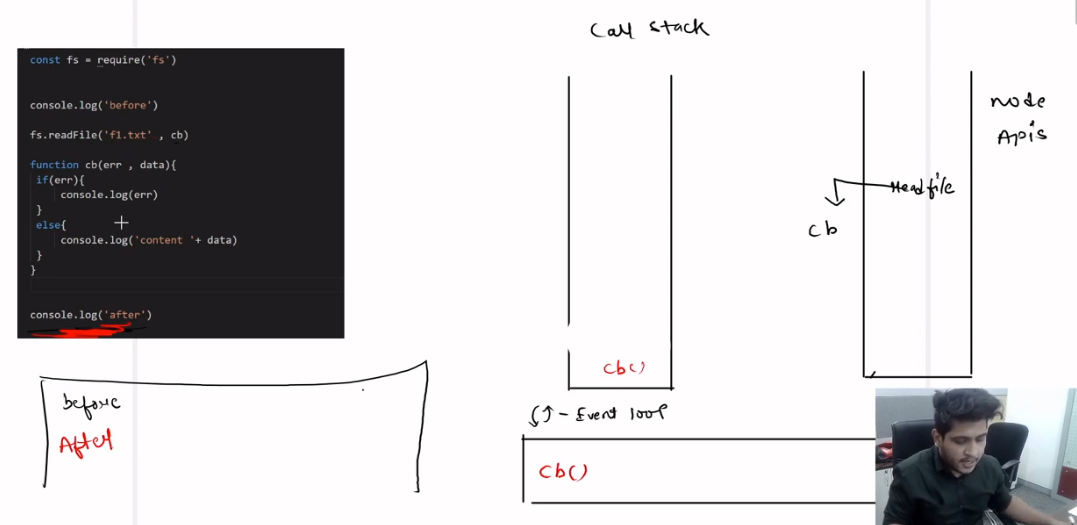 Call stack
const fs = require('fs')
console.log('before')
fs.readFile('f1.txt' , cb)
function cb(err , data){
if(err){
console.log(err)
}
else{
console.log('content '+ data)
}
}
console.log('after')
before
After
cb()
Event loop
cb()
node
Apis
readfile
cb